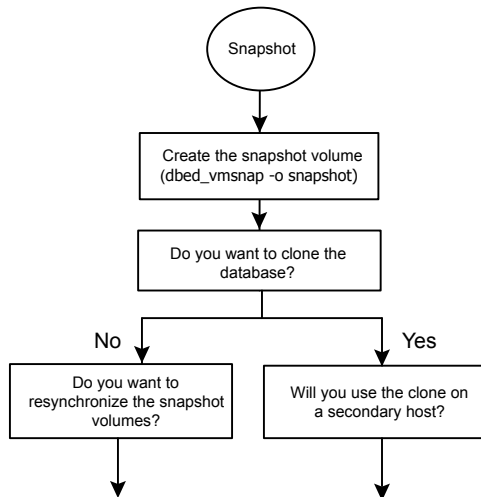 Snapshot
Create the snapshot volume
(dbed_vmsnap -o snapshot)
Do you want to clone the
database?
No
Yes
Do you want to
resynchronize the snapshot
volumes?
Will you use the clone on
a secondary host?